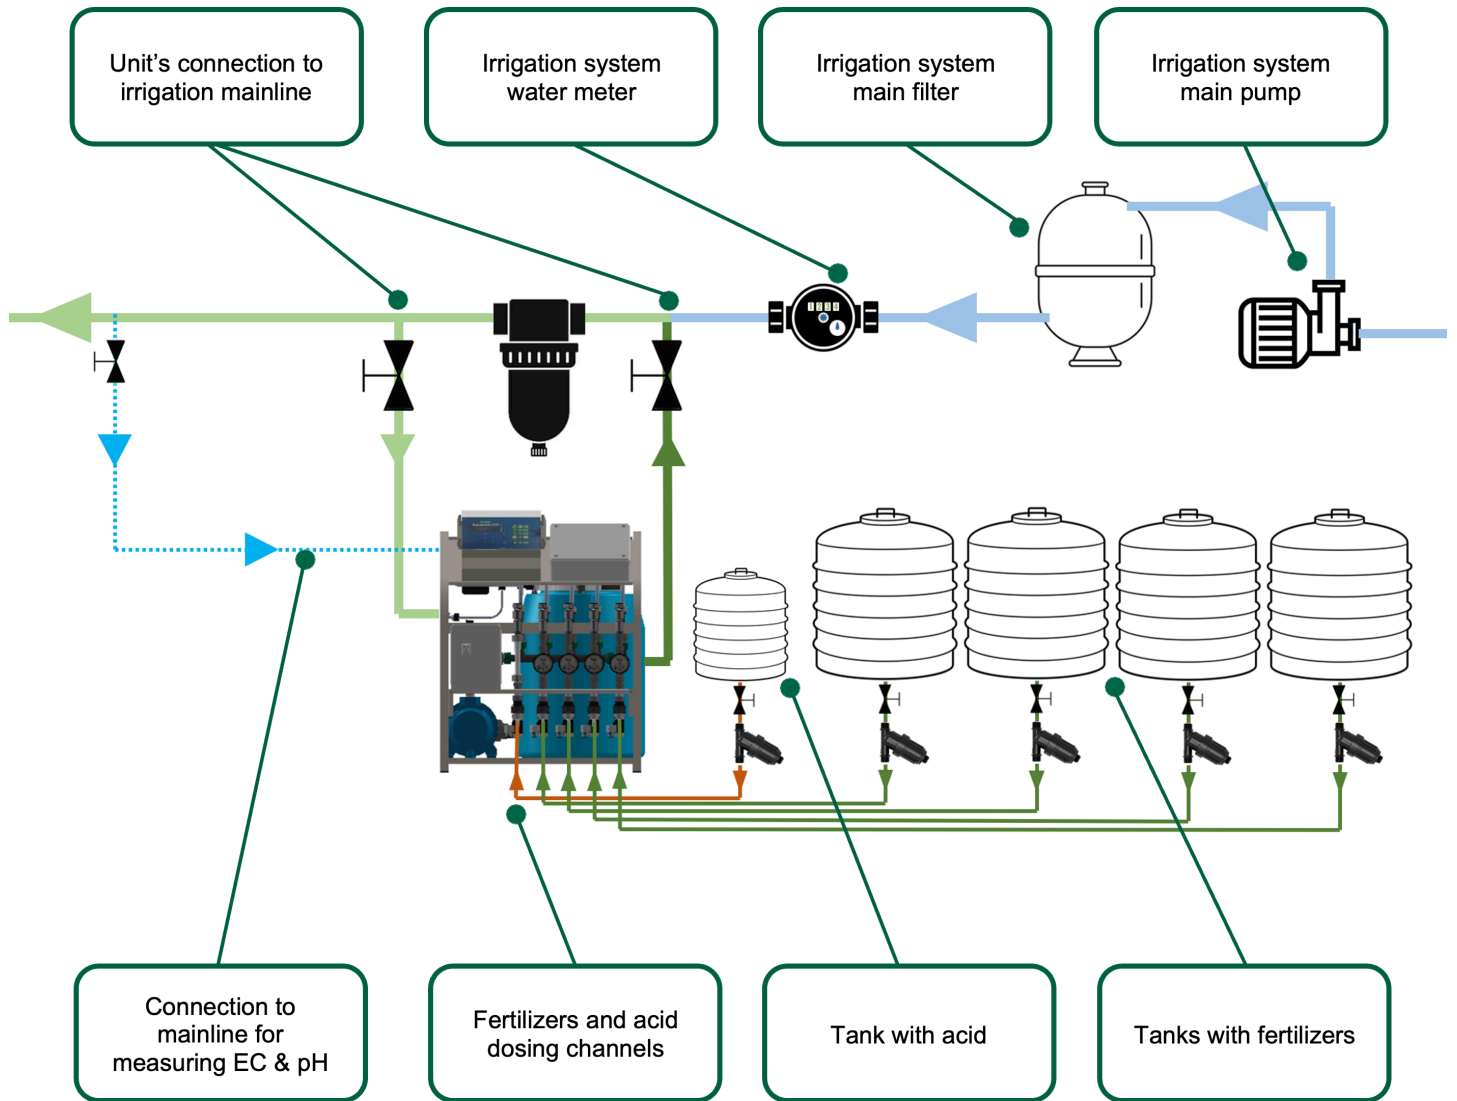 Unit’s connection to
irrigation mainline
Irrigation system
water meter
Irrigation system
main filter
Irrigation system
main pump
Connection to
mainline for
measuring EC & pH
Fertilizers and acid
dosing channels
Tank with acid
Tanks with fertilizers